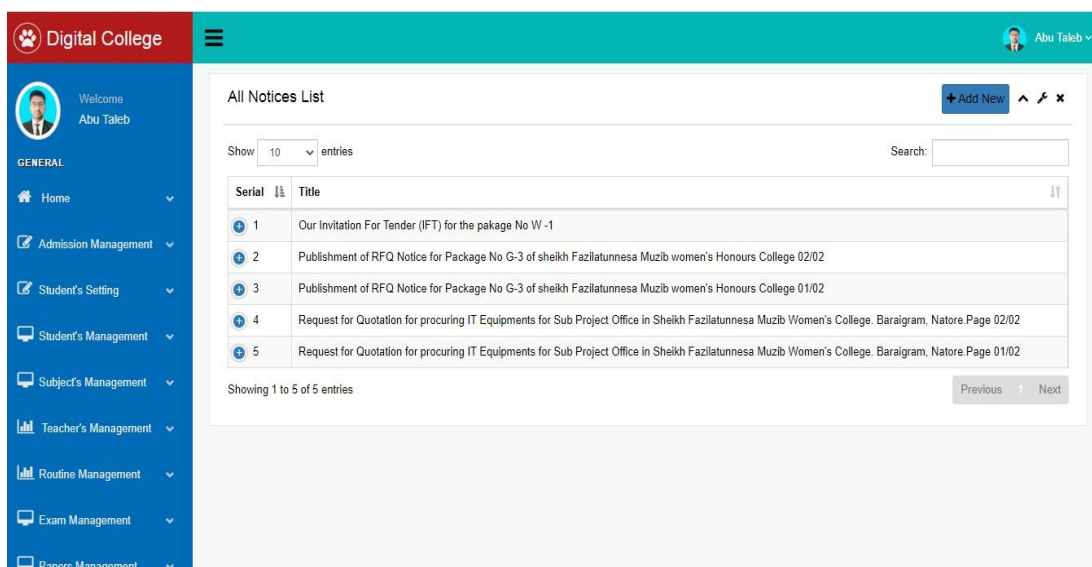 Digital College
Abu Taleb
Welcome
Abu Taleb
GENERAL
Home
Admission Management
Student's Setting
Student's Management
Subject's Management
Teacher's Management
Routine Management
Exam Management
Papers Management
All Notices List
Add New
Show 10 entries
Search:
Serial Title
1 Our Invitation For Tender (IFT) for the pakage No W -1
2 Publishment of RFQ Notice for Package No G-3 of sheikh Fazilatunnesa Muzib women's Honours College 02/02
3 Publishment of RFQ Notice for Package No G-3 of sheikh Fazilatunnesa Muzib women's Honours College 01/02
4 Request for Quotation for procuring IT Equipments for Sub Project Office in Sheikh Fazilatunnesa Muzib Women's College. Baraigram, Natore.Page 02/02
5 Request for Quotation for procuring IT Equipments for Sub Project Office in Sheikh Fazilatunnesa Muzib Women's College. Baraigram, Natore.Page 01/02
Showing 1 to 5 of 5 entries
Previous 1 Next